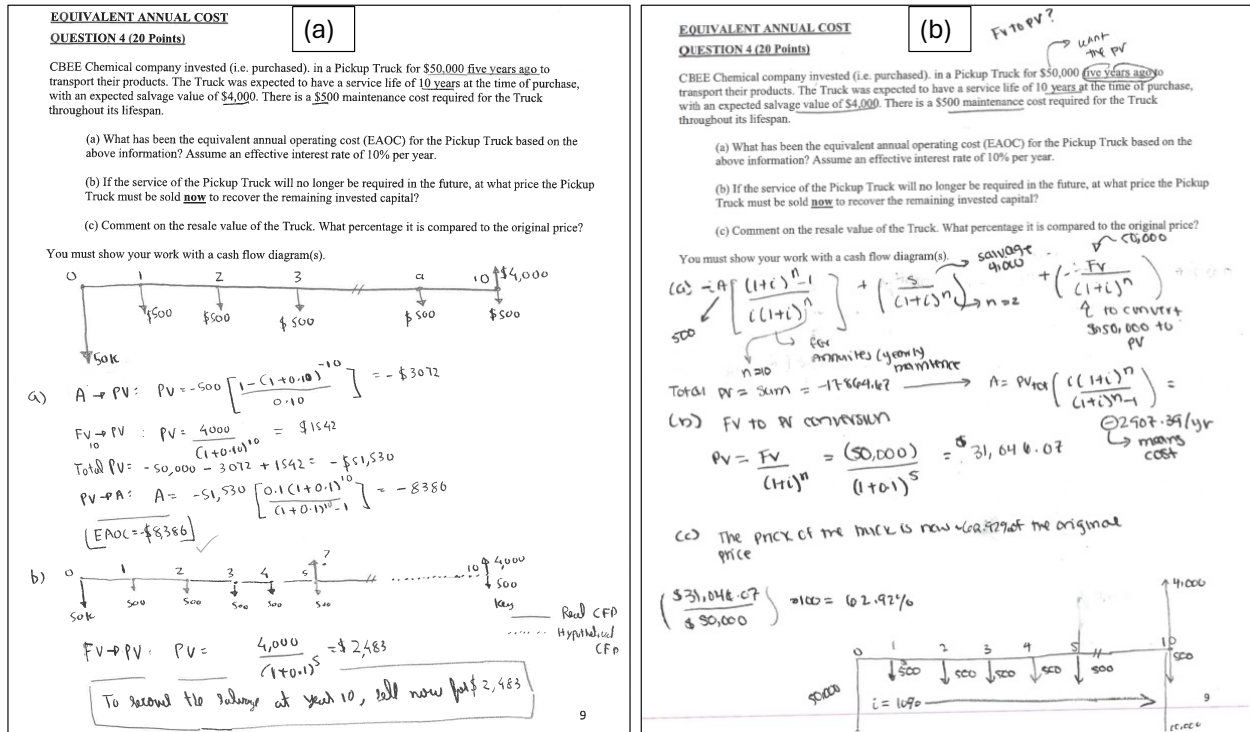 (a)
EQUIVALENT ANNUAL COST
QUESTION 4 (20 Points)
CBEE Chemical company invested (i.e. purchased). in a Pickup Truck for $50,000 five years ago to
transport their products. The Truck was expected to have a service life of 10 years at the time of purchase,
with an expected salvage value of $4,000. There is a $500 maintenance cost required for the Truck
throughout its lifespan.
(a) What has been the equivalent annual operating cost (EAOC) for the Pickup Truck based on the
above information? Assume an effective interest rate of 10% per year.
(b) If the service of the Pickup Truck will no longer be required in the future, at what price the Pickup
Truck must be sold now to recover the remaining invested capital?
(c) Comment on the resale value of the Truck. What percentage it is compared to the original price?
You must show your work with a cash flow diagram(s).
0 1 2 3 9 10 $4,000
$500 $500 $500 $500 $500
50k
a) A → PV: PV = -500 [ 1-(1+0.10)^-10 / 0.10 ] = -$3072
FV → PV : PV = 4000 / (1+0.10)^10 = $1542
10
Total PV = -50,000 - 3072 + 1542 = -$51,530
PV→A: A = -51,530 [ 0.1(1+0.1)^10 / (1+0.1)^10 -1 ] = -8386
[EAOC = -$8,386]
b) 0 1 2 3 4 5 ? 10 4,000
50k 500 500 500 500 500 500
Key
Real CFD
Hypothetical
CFD
FV→PV: PV = 4,000 / (1+0.1)^5 = $2,483
at year 10, sell now for $2,483
9
(b)
FV to PV?
want
the pv
EQUIVALENT ANNUAL COST
QUESTION 4 (20 Points)
CBEE Chemical company invested (i.e. purchased). in a Pickup Truck for $50,000 five years ago to
transport their products. The Truck was expected to have a service life of 10 years at the time of purchase,
with an expected salvage value of $4,000. There is a $500 maintenance cost required for the Truck
throughout its lifespan.
(a) What has been the equivalent annual operating cost (EAOC) for the Pickup Truck based on the
above information? Assume an effective interest rate of 10% per year.
(b) If the service of the Pickup Truck will no longer be required in the future, at what price the Pickup
Truck must be sold now to recover the remaining invested capital?
(c) Comment on the resale value of the Truck. What percentage it is compared to the original price?
You must show your work with a cash flow diagram(s).
salvage
4,000
50,000
(a) -A [ (1+i)^n -1 / i(1+i)^n ] + ( S / (1+i)^n ) + ( - FV / (1+i)^n )
500
n=2
n=10
for
annuites (yearly
maintence
to convert
$50,000 to
PV
Total PV = sum = -17864.67 → A = PVtot ( i(1+i)^n / (1+i)^n -1 ) =
-2907.39/yr
means
cost
(b) FV to PV conversion
PV = FV / (1+i)^n = (50,000) / (1+0.1)^5 = $31,046.07
(c) The price of the truck is now ~62.92% of the original
price
( $31,046.07 / $50,000 ) ×100 = 62.92%
4,000
0 1 2 3 4 5 10
50,000 500 500 500 500 500 500
i = 10%
9